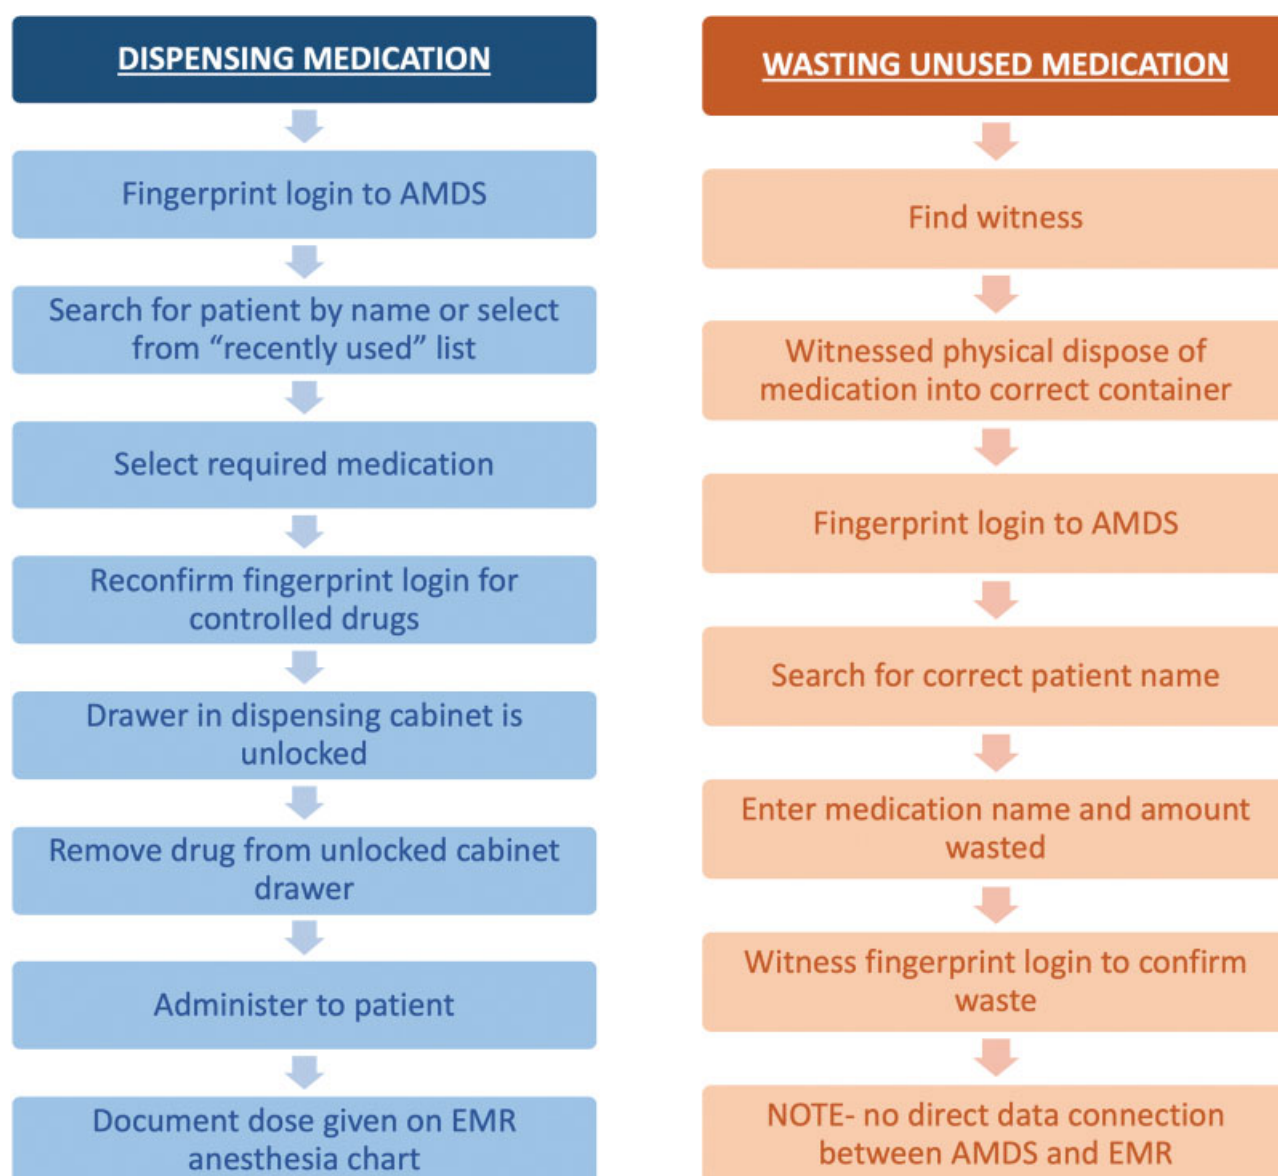 DISPENSING MEDICATION
Fingerprint login to AMDS
Search for patient by name or select
from “recently used” list
Select required medication
Reconfirm fingerprint login for
controlled drugs
Drawer in dispensing cabinet is
unlocked
Remove drug from unlocked cabinet
drawer
Administer to patient
Document dose given on EMR
anesthesia chart
WASTING UNUSED MEDICATION
Find witness
Witnessed physical dispose of
medication into correct container
Fingerprint login to AMDS
Search for correct patient name
Enter medication name and amount
wasted
Witness fingerprint login to confirm
waste
NOTE- no direct data connection
between AMDS and EMR